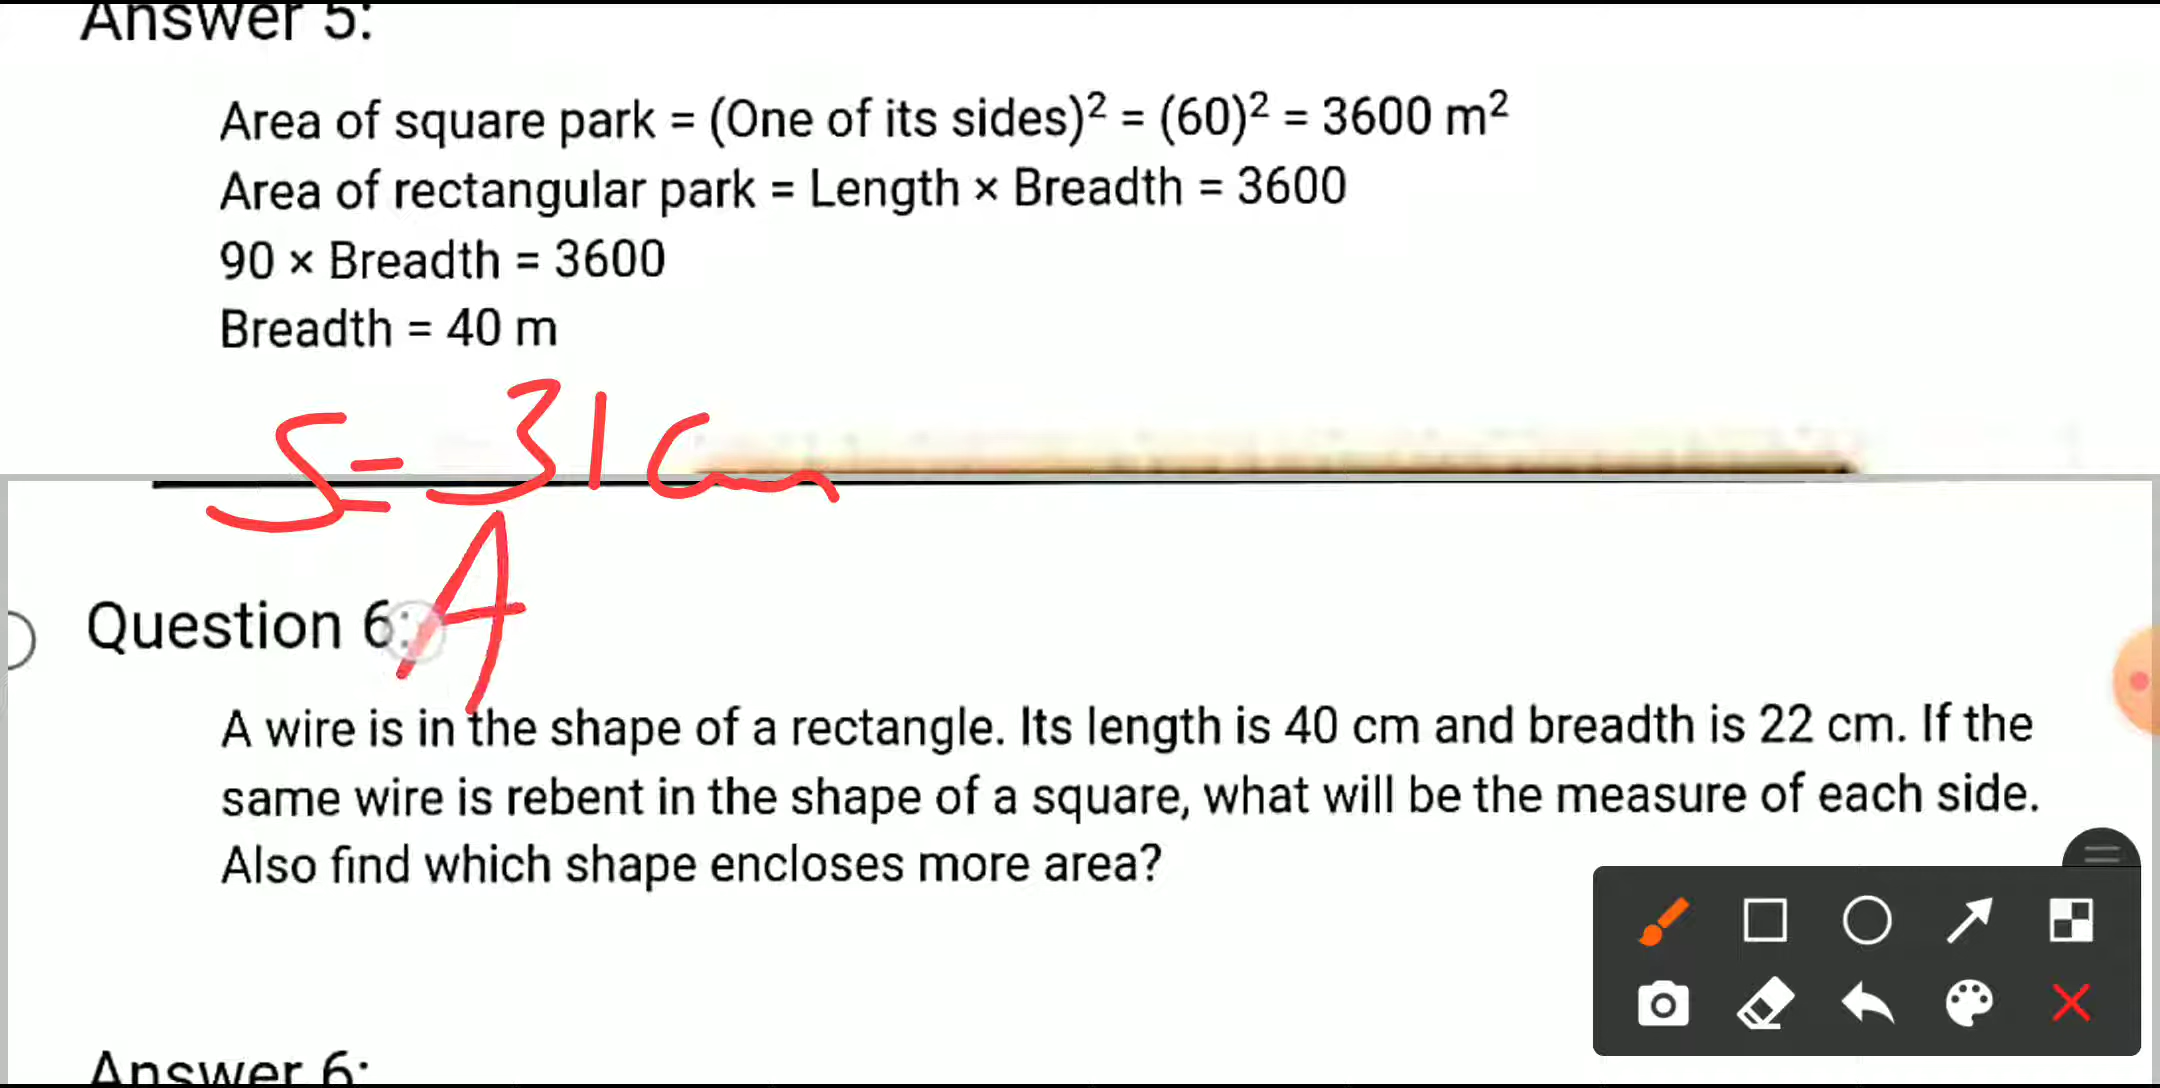 Answer 5:
Area of square park = (One of its sides)² = (60)² = 3600 m²
Area of rectangular park = Length × Breadth = 3600
90 × Breadth = 3600
Breadth = 40 m
S = 31 cm
A
Question 6:
A wire is in the shape of a rectangle. Its length is 40 cm and breadth is 22 cm. If the
same wire is rebent in the shape of a square, what will be the measure of each side.
Also find which shape encloses more area?
Answer 6: